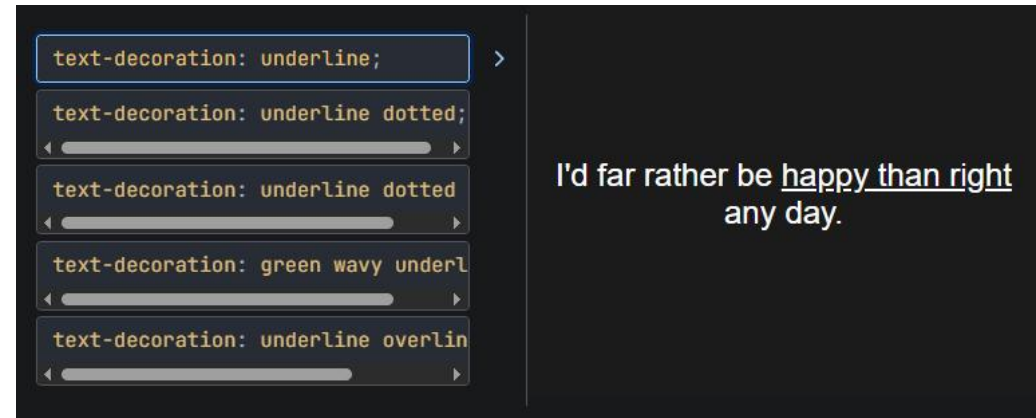 text-decoration: underline;
text-decoration: underline dotted;
text-decoration: underline dotted
text-decoration: green wavy underl
text-decoration: underline overlin
I'd far rather be happy than right
any day.